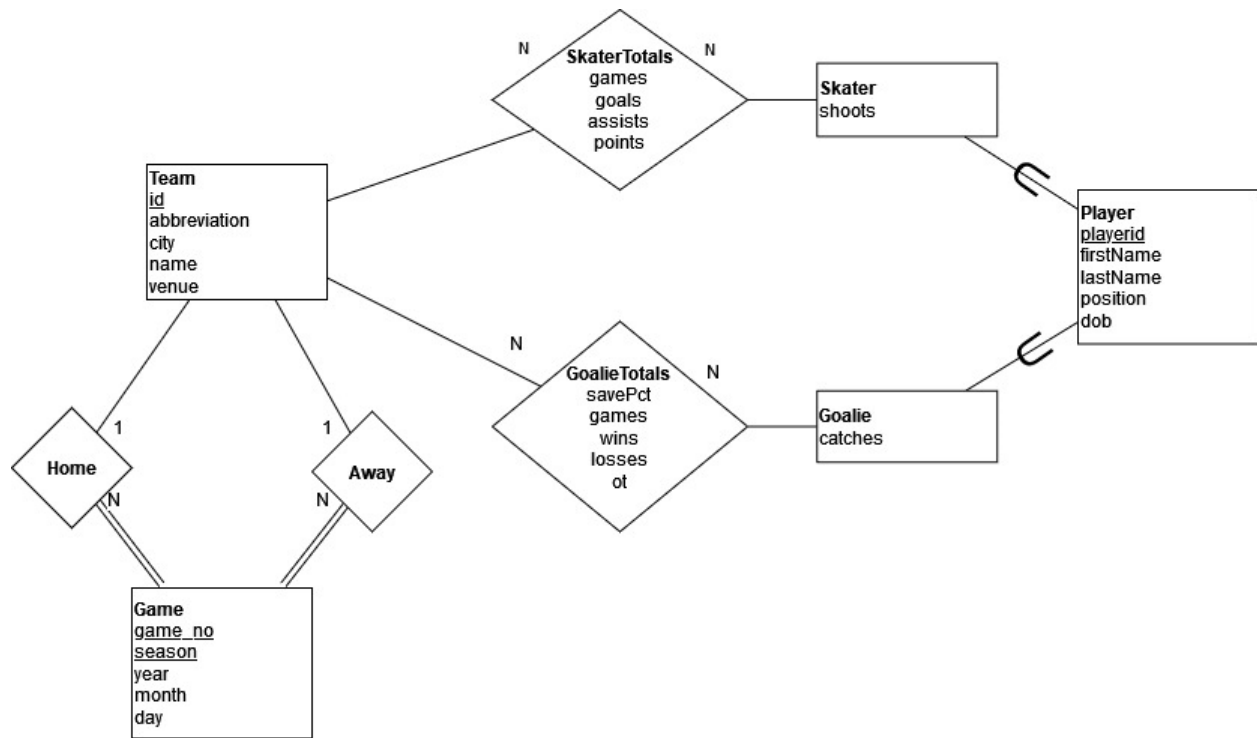 N
N
SkaterTotals
games
goals
assists
points
Skater
shoots
Team
id
abbreviation
city
name
venue
Player
playerid
firstName
lastName
position
dob
N
N
GoalieTotals
savePct
games
wins
losses
ot
Goalie
catches
1
1
Home
Away
N
N
Game
game_no
season
year
month
day